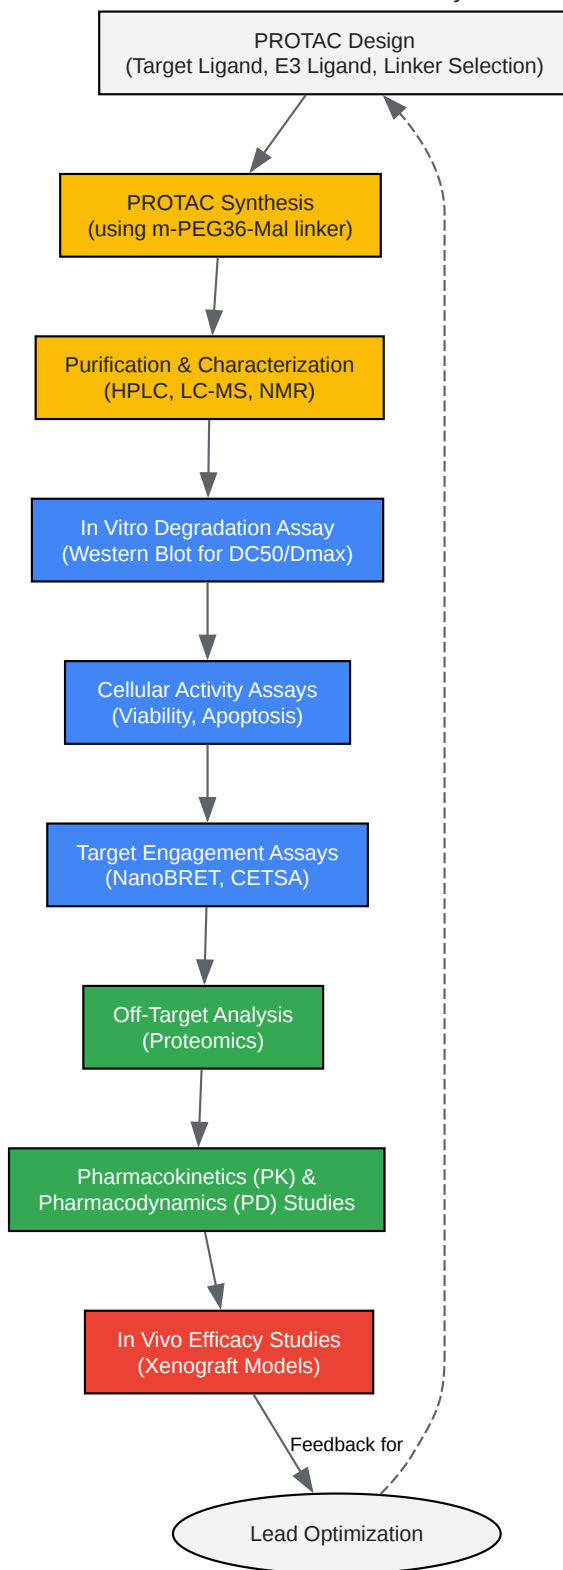 PROTAC Design
(Target Ligand, E3 Ligand, Linker Selection)
PROTAC Synthesis
(using m-PEG36-Mal linker)
Purification & Characterization
(HPLC, LC-MS, NMR)
In Vitro Degradation Assay
(Western Blot for DC50/Dmax)
Cellular Activity Assays
(Viability, Apoptosis)
Target Engagement Assays
(NanoBRET, CETSA)
Off-Target Analysis
(Proteomics)
Pharmacokinetics (PK) &
Pharmacodynamics (PD) Studies
In Vivo Efficacy Studies
(Xenograft Models)
Feedback for
Lead Optimization